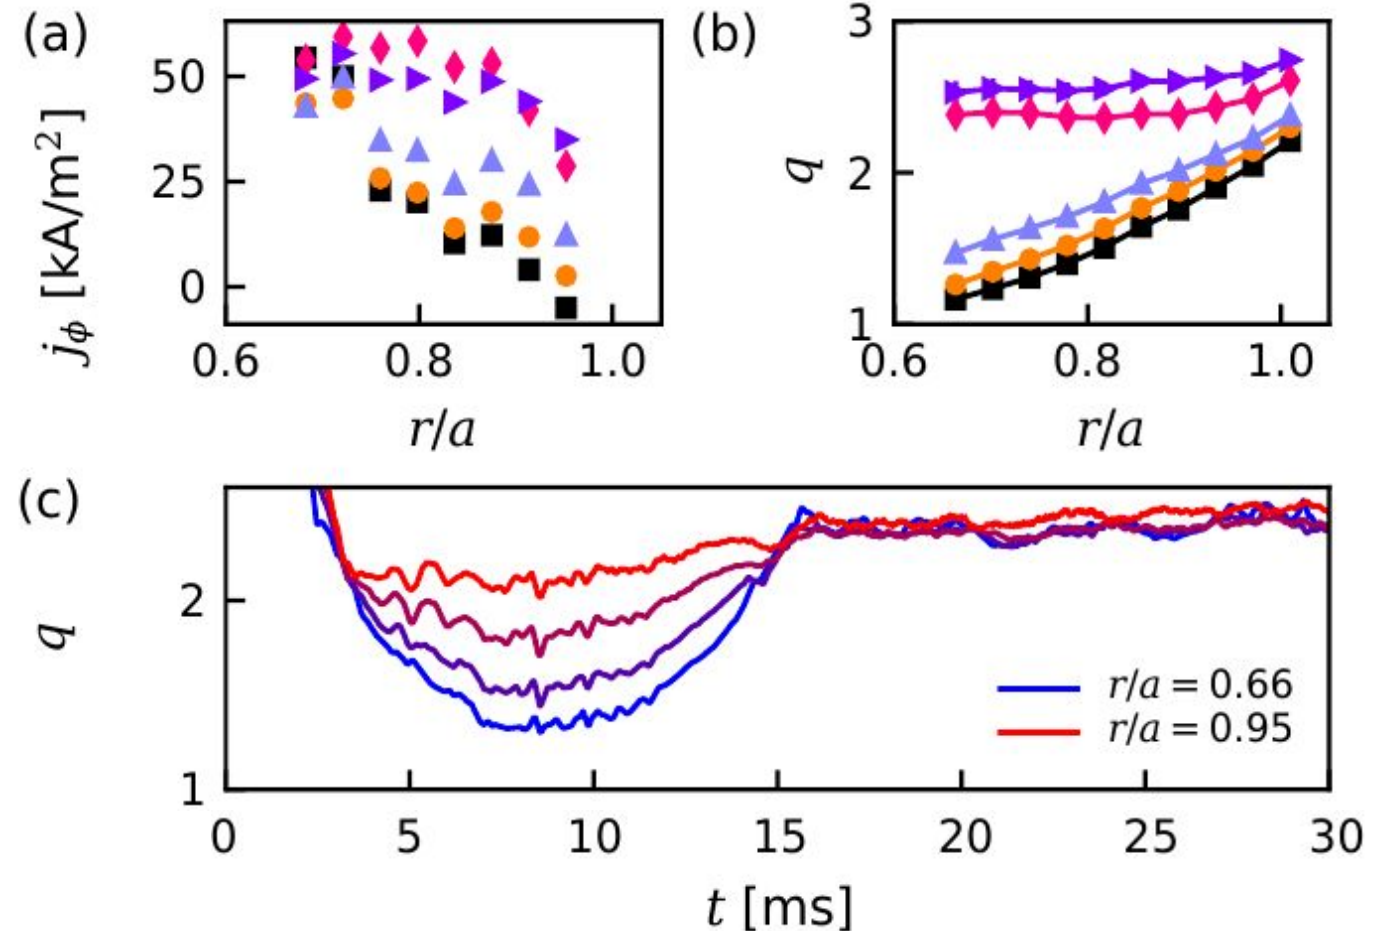 (a)
50
25
0
j_ϕ [kA/m²]
0.6 0.8 1.0
r/a
(b)
3
2
1
q
0.6 0.8 1.0
r/a
(c)
2
1
q
r/a = 0.66
r/a = 0.95
0 5 10 15 20 25 30
t [ms]